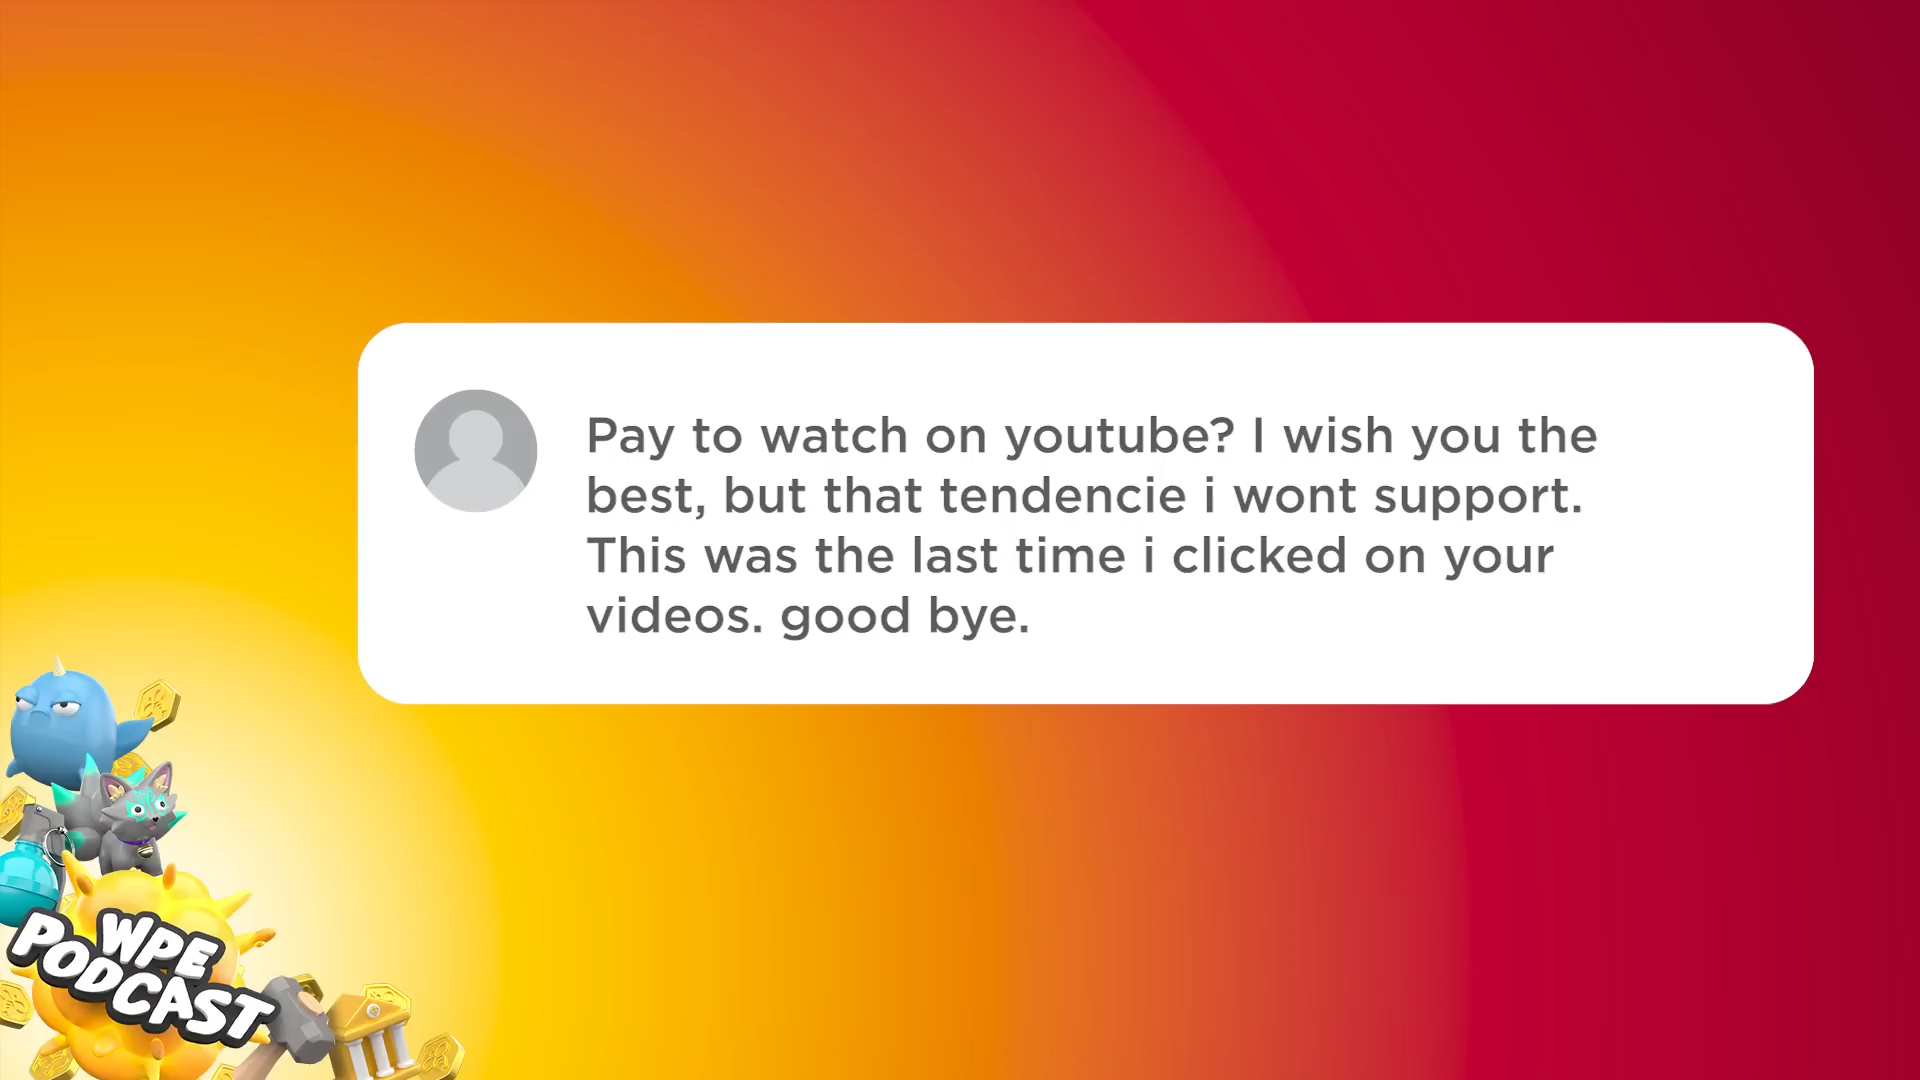 Pay to watch on youtube? I wish you the
best, but that tendencie i wont support.
This was the last time i clicked on your
videos. good bye.
WPE
PODCAST